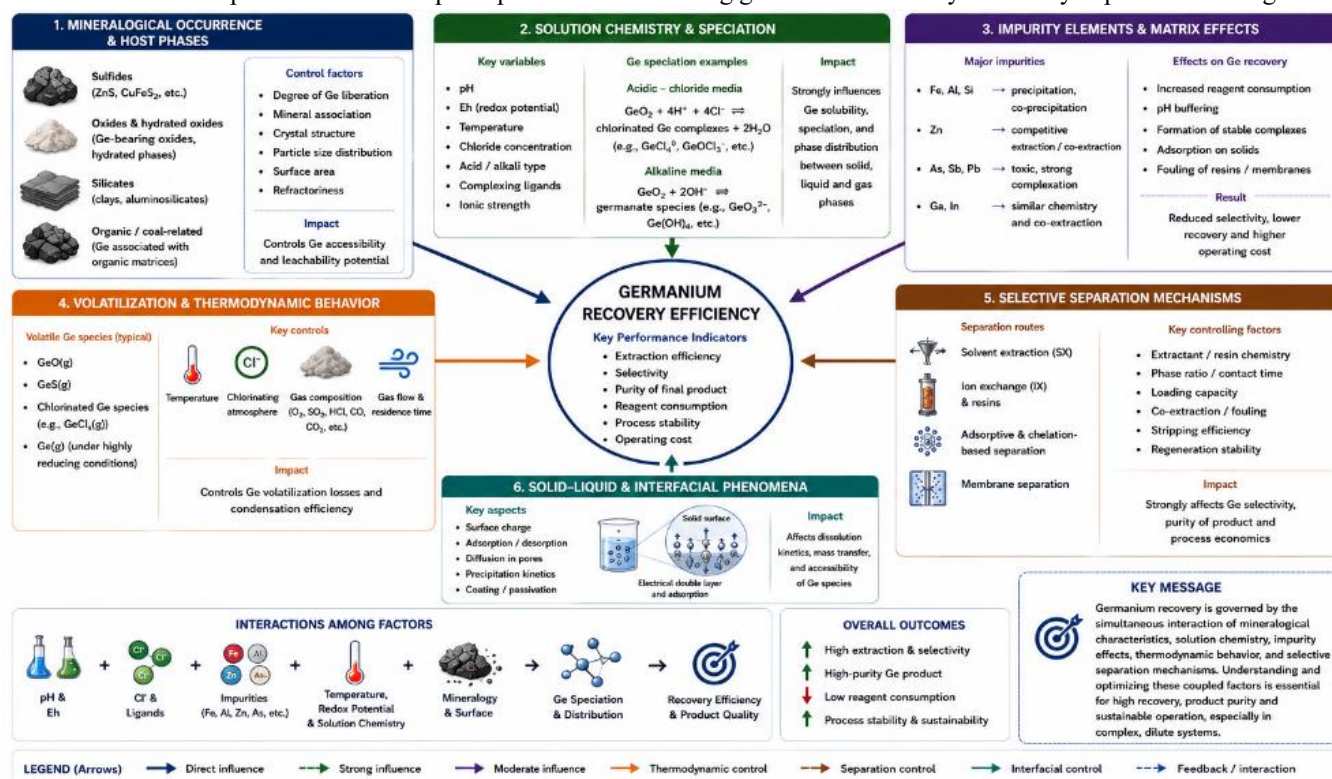 1. MINERALOGICAL OCCURRENCE
& HOST PHASES
Sulfides
(ZnS, CuFeS₂, etc.)
Oxides & hydrated oxides
(Ge-bearing oxides,
hydrated phases)
Silicates
(clays, aluminosilicates)
Organic / coal-related
(Ge associated with
organic matrices)
Control factors
• Degree of Ge liberation
• Mineral association
• Crystal structure
• Particle size distribution
• Surface area
• Refractoriness
Impact
Controls Ge accessibility
and leachability potential
2. SOLUTION CHEMISTRY & SPECIATION
Key variables
• pH
• Eh (redox potential)
• Temperature
• Chloride concentration
• Acid / alkali type
• Complexing ligands
• Ionic strength
Ge speciation examples
Acidic – chloride media
GeO₂ + 4H⁺ + 4Cl⁻ ⇌
chlorinated Ge complexes + 2H₂O
(e.g., GeCl₄⁰, GeOCl₃⁻, etc.)
Alkaline media
GeO₂ + 2OH⁻ ⇌
germanate species (e.g., GeO₃²⁻,
Ge(OH)₄, etc.)
Impact
Strongly influences
Ge solubility,
speciation, and
phase distribution
between solid,
liquid and gas
phases
3. IMPURITY ELEMENTS & MATRIX EFFECTS
Major impurities
• Fe, Al, Si → precipitation,
co-precipitation
• Zn → competitive
extraction / co-extraction
• As, Sb, Pb → toxic, strong
complexation
• Ga, In → similar chemistry
and co-extraction
Effects on Ge recovery
• Increased reagent consumption
• pH buffering
• Formation of stable complexes
• Adsorption on solids
• Fouling of resins / membranes
Result
Reduced selectivity, lower
recovery and higher
operating cost
4. VOLATILIZATION & THERMODYNAMIC BEHAVIOR
Volatile Ge species (typical)
• GeO(g)
• GeS(g)
• Chlorinated Ge species
(e.g., GeCl₄(g))
• Ge(g) (under highly
reducing conditions)
Key controls
Cl⁻
Temperature
Chlorinating
atmosphere
Gas composition
(O₂, SO₂, HCl, CO,
CO₂, etc.)
Gas flow &
residence time
Impact
Controls Ge volatilization losses and
condensation efficiency
GERMANIUM
RECOVERY EFFICIENCY
Key Performance Indicators
• Extraction efficiency
• Selectivity
• Purity of final product
• Reagent consumption
• Process stability
• Operating cost
5. SELECTIVE SEPARATION MECHANISMS
Separation routes
Solvent extraction (SX)
Ion exchange (IX)
& resins
Adsorptive & chelation-
based separation
Membrane separation
Key controlling factors
• Extractant / resin chemistry
• Phase ratio / contact time
• Loading capacity
• Co-extraction / fouling
• Stripping efficiency
• Regeneration stability
Impact
Strongly affects Ge selectivity,
purity of product and
process economics
6. SOLID–LIQUID & INTERFACIAL PHENOMENA
Key aspects
• Surface charge
• Adsorption / desorption
• Diffusion in pores
• Precipitation kinetics
• Coating / passivation
Solid surface
Electrical double layer
and adsorption
Impact
Affects dissolution
kinetics, mass transfer,
and accessibility
of Ge species
INTERACTIONS AMONG FACTORS
pH &
Eh
+
Cl⁻ &
Ligands
+
Fe Al
Zn
Impurities
(Fe, Al, Zn, As, etc.)
+
Temperature,
Redox Potential
& Solution Chemistry
+
Mineralogy
& Surface
→
Ge Speciation
& Distribution
→
Recovery Efficiency
& Product Quality
OVERALL OUTCOMES
↑ High extraction & selectivity
↑ High-purity Ge product
↓ Low reagent consumption
↑ Process stability & sustainability
KEY MESSAGE
Germanium recovery is governed by the
simultaneous interaction of mineralogical
characteristics, solution chemistry, impurity
effects, thermodynamic behavior, and selective
separation mechanisms. Understanding and
optimizing these coupled factors is essential
for high recovery, product purity and
sustainable operation, especially in
complex, dilute systems.
LEGEND (Arrows) Direct influence Strong influence Moderate influence Thermodynamic control Separation control Interfacial control Feedback / interaction